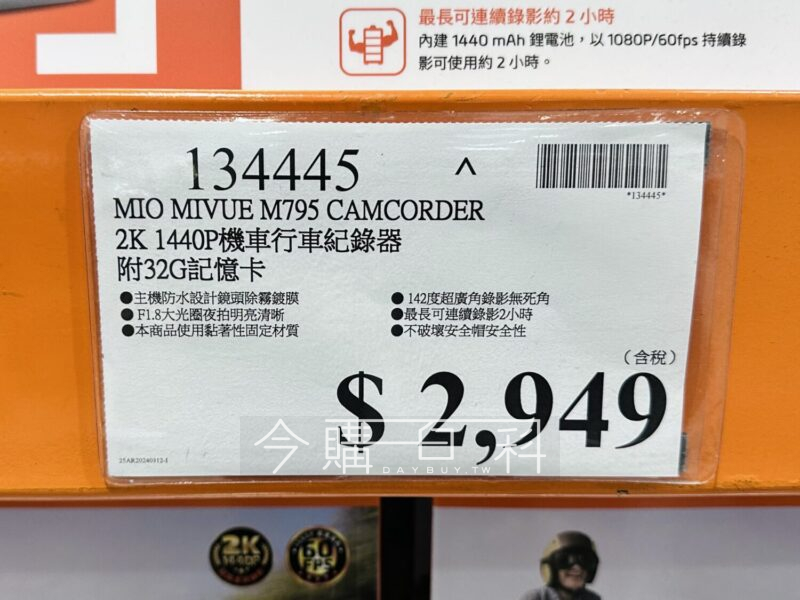 最長可連續錄影約 2 小時
內建 1440 mAh 鋰電池，以 1080P/60fps 持續錄
影可使用約 2 小時。
134445 ^
*134445*
MIO MIVUE M795 CAMCORDER
2K 1440P機車行車紀錄器
附32G記憶卡
●主機防水設計鏡頭除霧鍍膜
●142度超廣角錄影無死角
●F1.8大光圈夜拍明亮清晰
●最長可連續錄影2小時
●本商品使用黏著性固定材質
●不破壞安全帽安全性
（含稅）
$ 2,949
今購百科
DAYBUY.TW
25AR20240312-1
2K
1440P
60
FPS